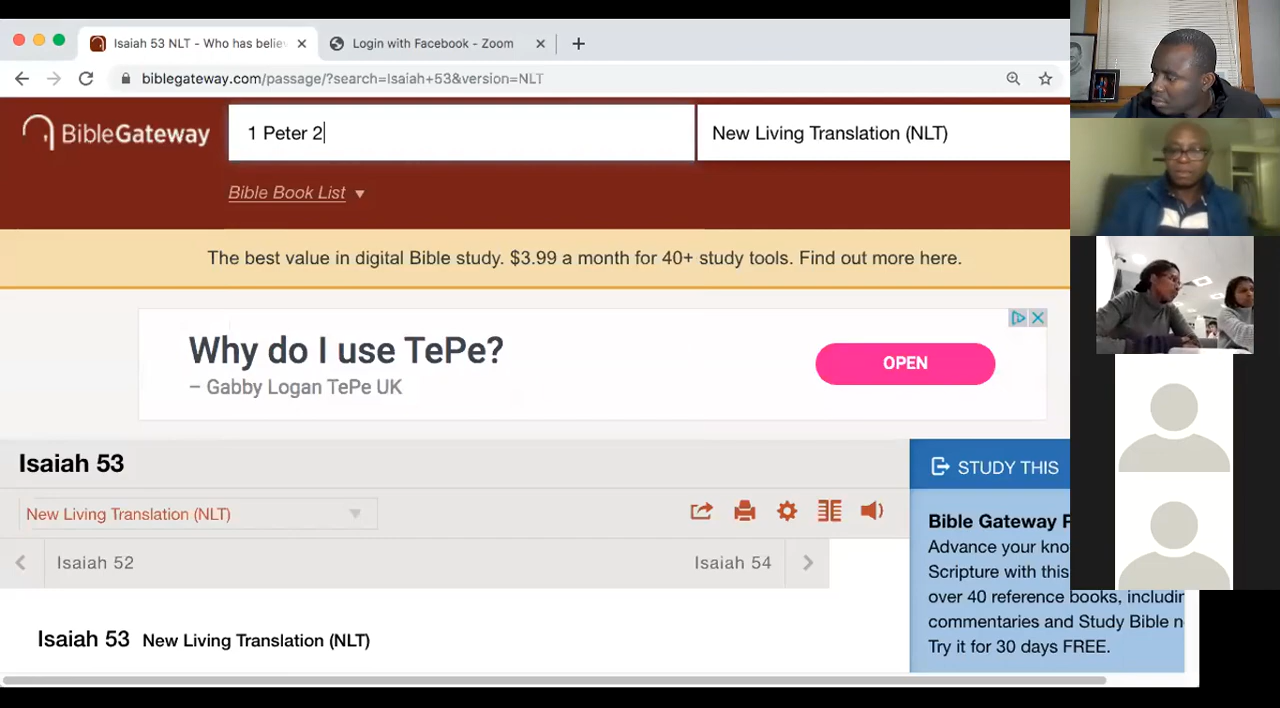 Isaiah 53 NLT - Who has belie
Login with Facebook - Zoom
biblegateway.com/passage/?search=Isaiah+53&version=NLT
BibleGateway
1 Peter 2
New Living Translation (NLT)
Bible Book List
The best value in digital Bible study. $3.99 a month for 40+ study tools. Find out more here.
Why do I use TePe?
– Gabby Logan TePe UK
OPEN
Isaiah 53
STUDY THIS
New Living Translation (NLT)
Isaiah 52
Isaiah 54
Isaiah 53 New Living Translation (NLT)
Bible Gateway P
Advance your kno
Scripture with this
over 40 reference books, includin
commentaries and Study Bible n
Try it for 30 days FREE.